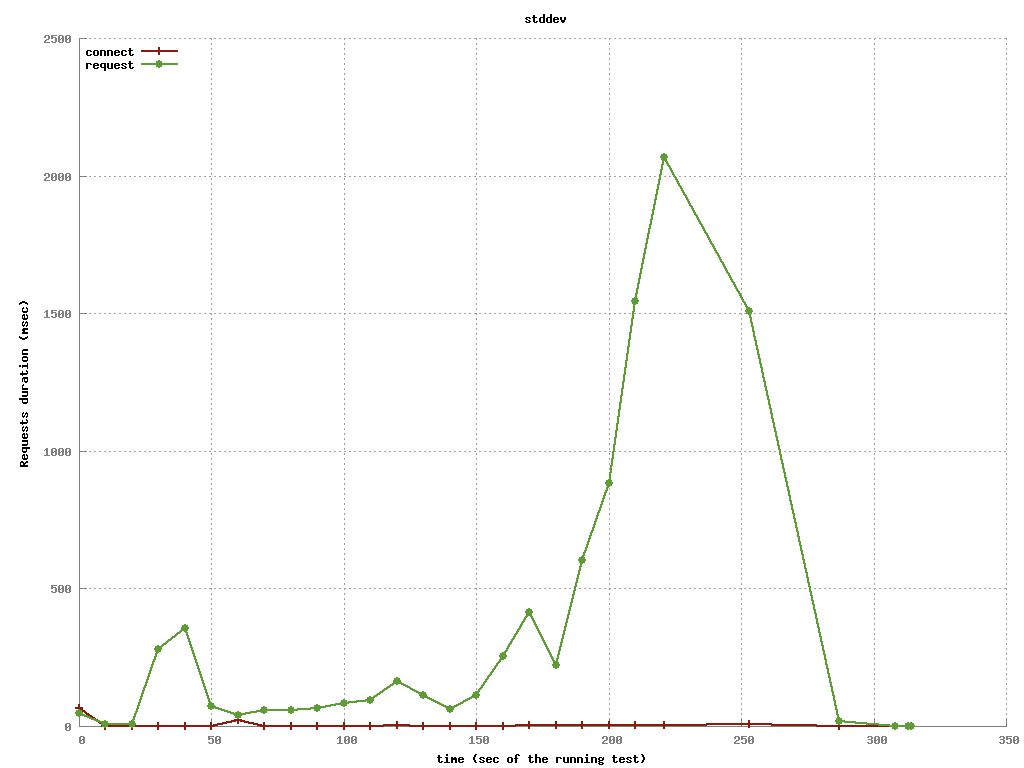 stddev
2500
connect
request
2000
1500
Requests duration (msec)
1000
500
0
0 50 100 150 200 250 300 350
time (sec of the running test)